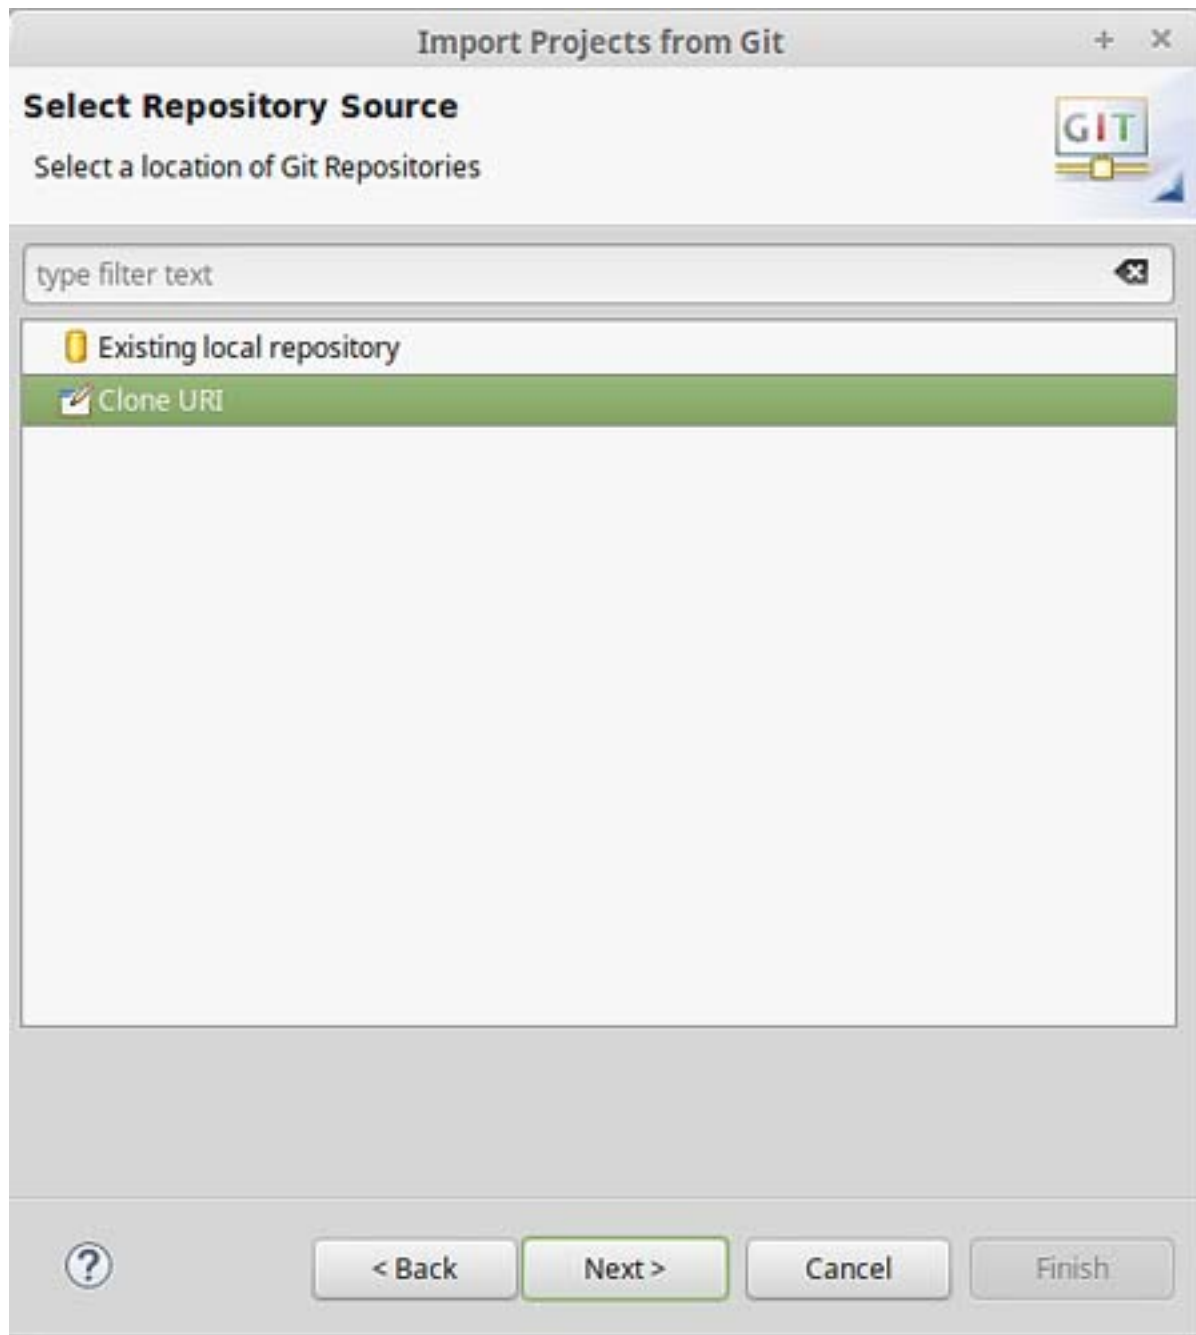 Import Projects from Git
Select Repository Source
Select a location of Git Repositories
GIT
type filter text
Existing local repository
Clone URI
?
< Back
Next >
Cancel
Finish